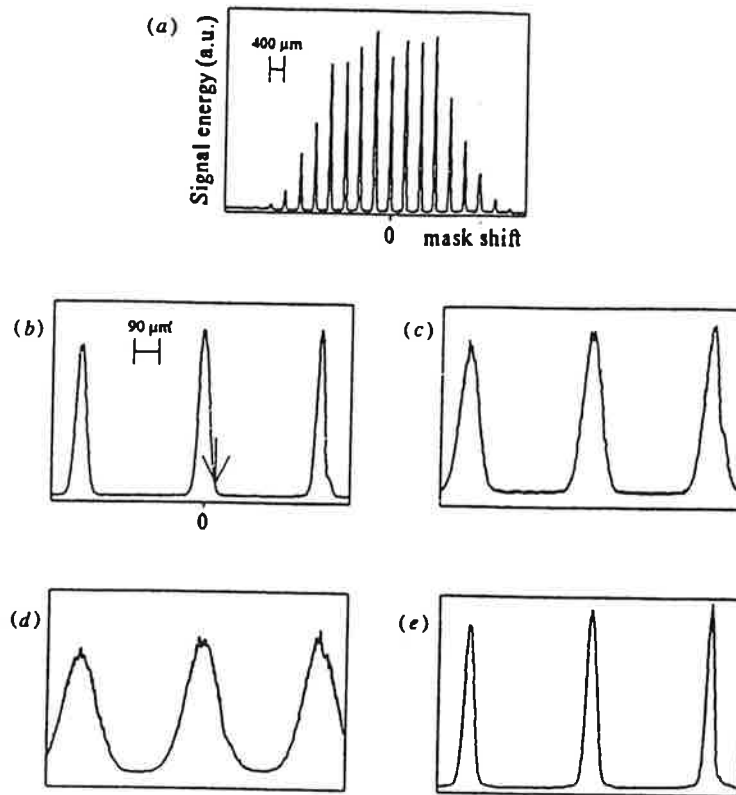 (a)
Signal energy (a.u.)
400 μm
0 mask shift
(b)
90 μm
0
(c)
(d)
(e)